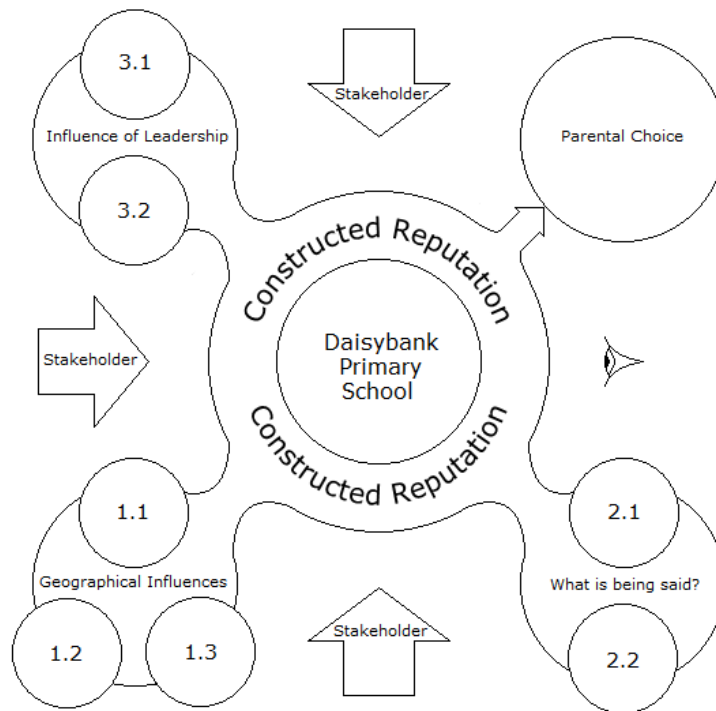 3.1
Influence of Leadership
3.2
Stakeholder
Parental Choice
Constructed Reputation
Daisybank
Primary
School
Constructed Reputation
Stakeholder
1.1
Geographical Influences
1.2
1.3
Stakeholder
2.1
What is being said?
2.2